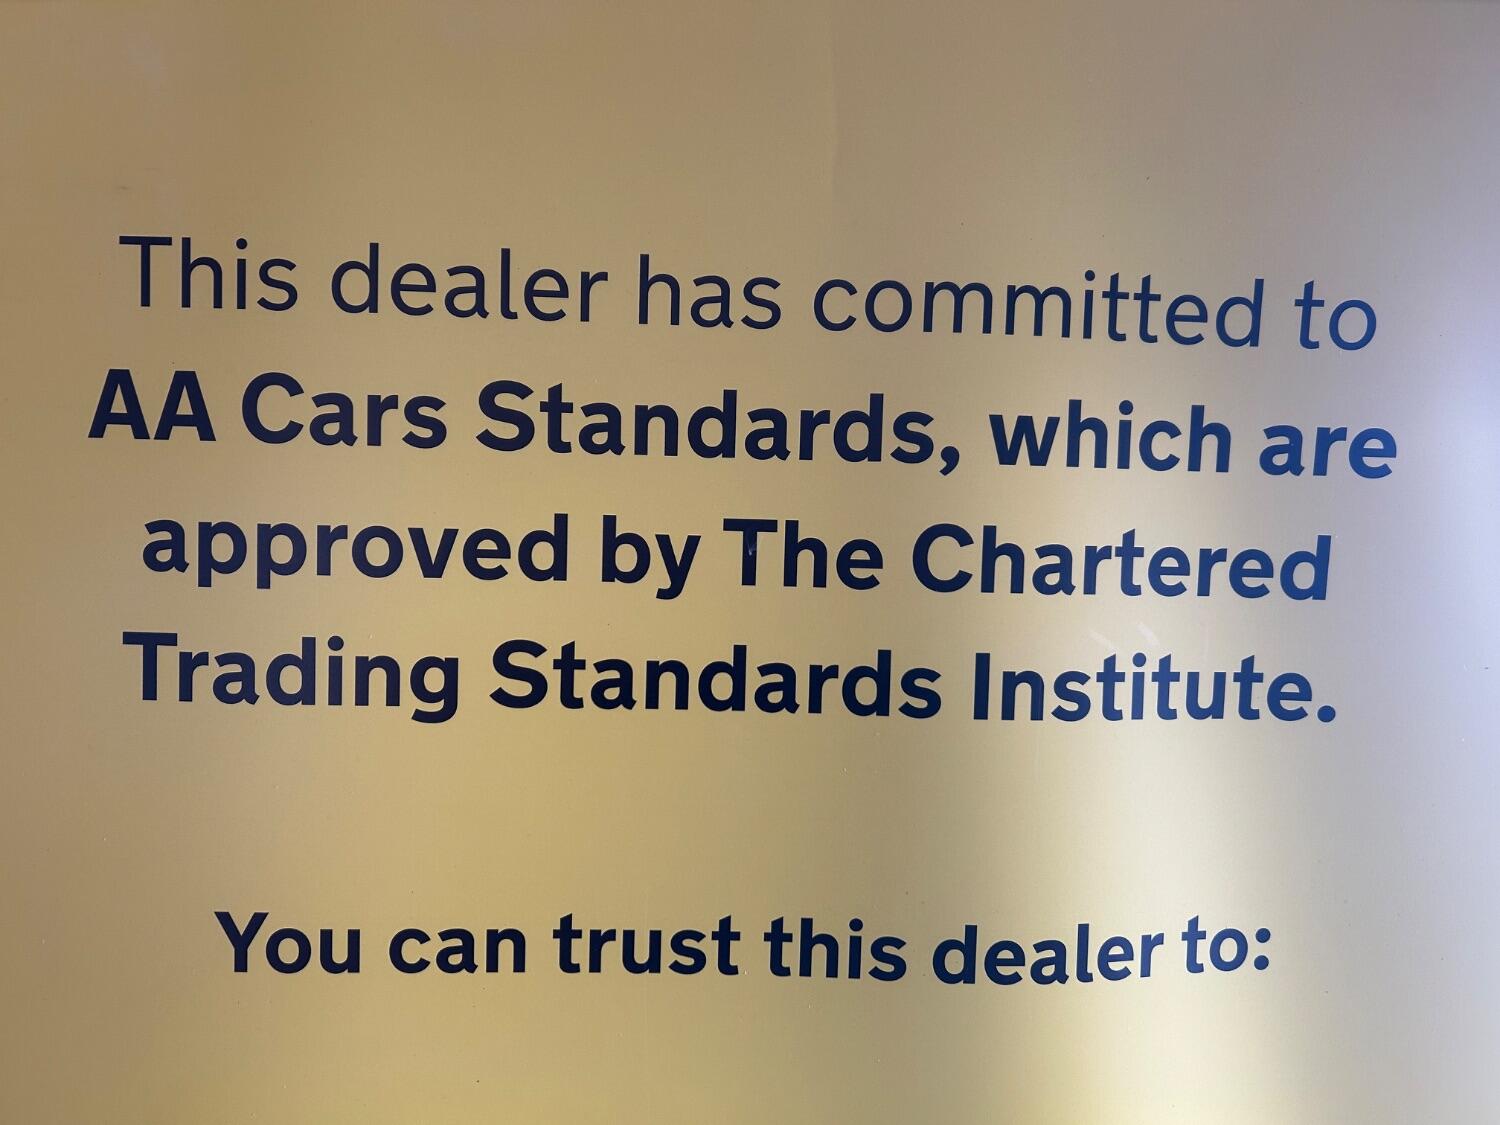 This dealer has committed to
AA Cars Standards, which are
approved by The Chartered
Trading Standards Institute.
You can trust this dealer to: